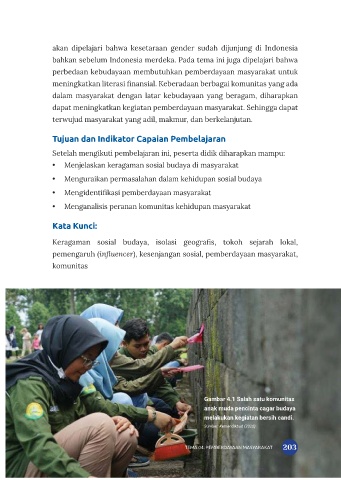 akan dipelajari bahwa kesetaraan gender sudah dijunjung di Indonesia
bahkan sebelum Indonesia merdeka. Pada tema ini juga dipelajari bahwa
perbedaan kebudayaan membutuhkan pemberdayaan masyarakat untuk
meningkatkan literasi finansial. Keberadaan berbagai komunitas yang ada
dalam masyarakat dengan latar kebudayaan yang beragam, diharapkan
dapat meningkatkan kegiatan pemberdayaan masyarakat. Sehingga dapat
terwujud masyarakat yang adil, makmur, dan berkelanjutan.
Tujuan dan Indikator Capaian Pembelajaran
Setelah mengikuti pembelajaran ini, peserta didik diharapkan mampu:
• Menjelaskan keragaman sosial budaya di masyarakat
• Menguraikan permasalahan dalam kehidupan sosial budaya
• Mengidentifikasi pemberdayaan masyarakat
• Menganalisis peranan komunitas kehidupan masyarakat
Kata Kunci:
Keragaman sosial budaya, isolasi geografis, tokoh sejarah lokal,
pemengaruh (influencer), kesenjangan sosial, pemberdayaan masyarakat,
komunitas
Gambar 4.1 Salah satu komunitas
anak muda pencinta cagar budaya
melakukan kegiatan bersih candi.
TEMA 04: PEMBERDAYAAN MASYARAKAT 203